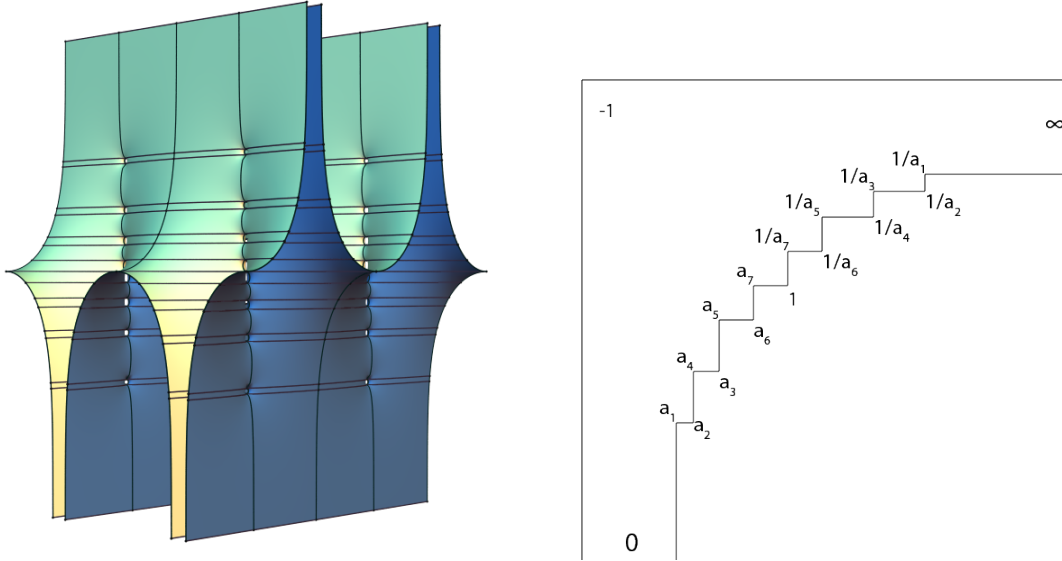 -1
∞
1/a₁
1/a₃
1/a₂
1/a₅
1/a₄
1/a₇
1/a₆
a₇
1
a₅
a₆
a₄
a₃
a₁
a₂
0